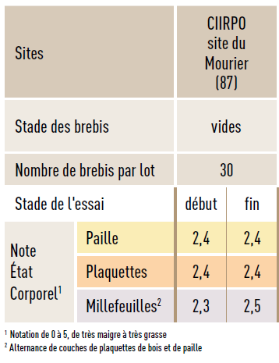 Sites
CIIRPO
site du
Mourier
(87)
Stade des brebis
vides
Nombre de brebis par lot
30
Stade de l'essai
début
fin
Note
État
Corporel¹
Paille
2,4
2,4
Plaquettes
2,4
2,4
Millefeuilles²
2,3
2,5
¹ Notation de 0 à 5, de très maigre à très grasse
² Alternance de couches de plaquettes de bois et de paille